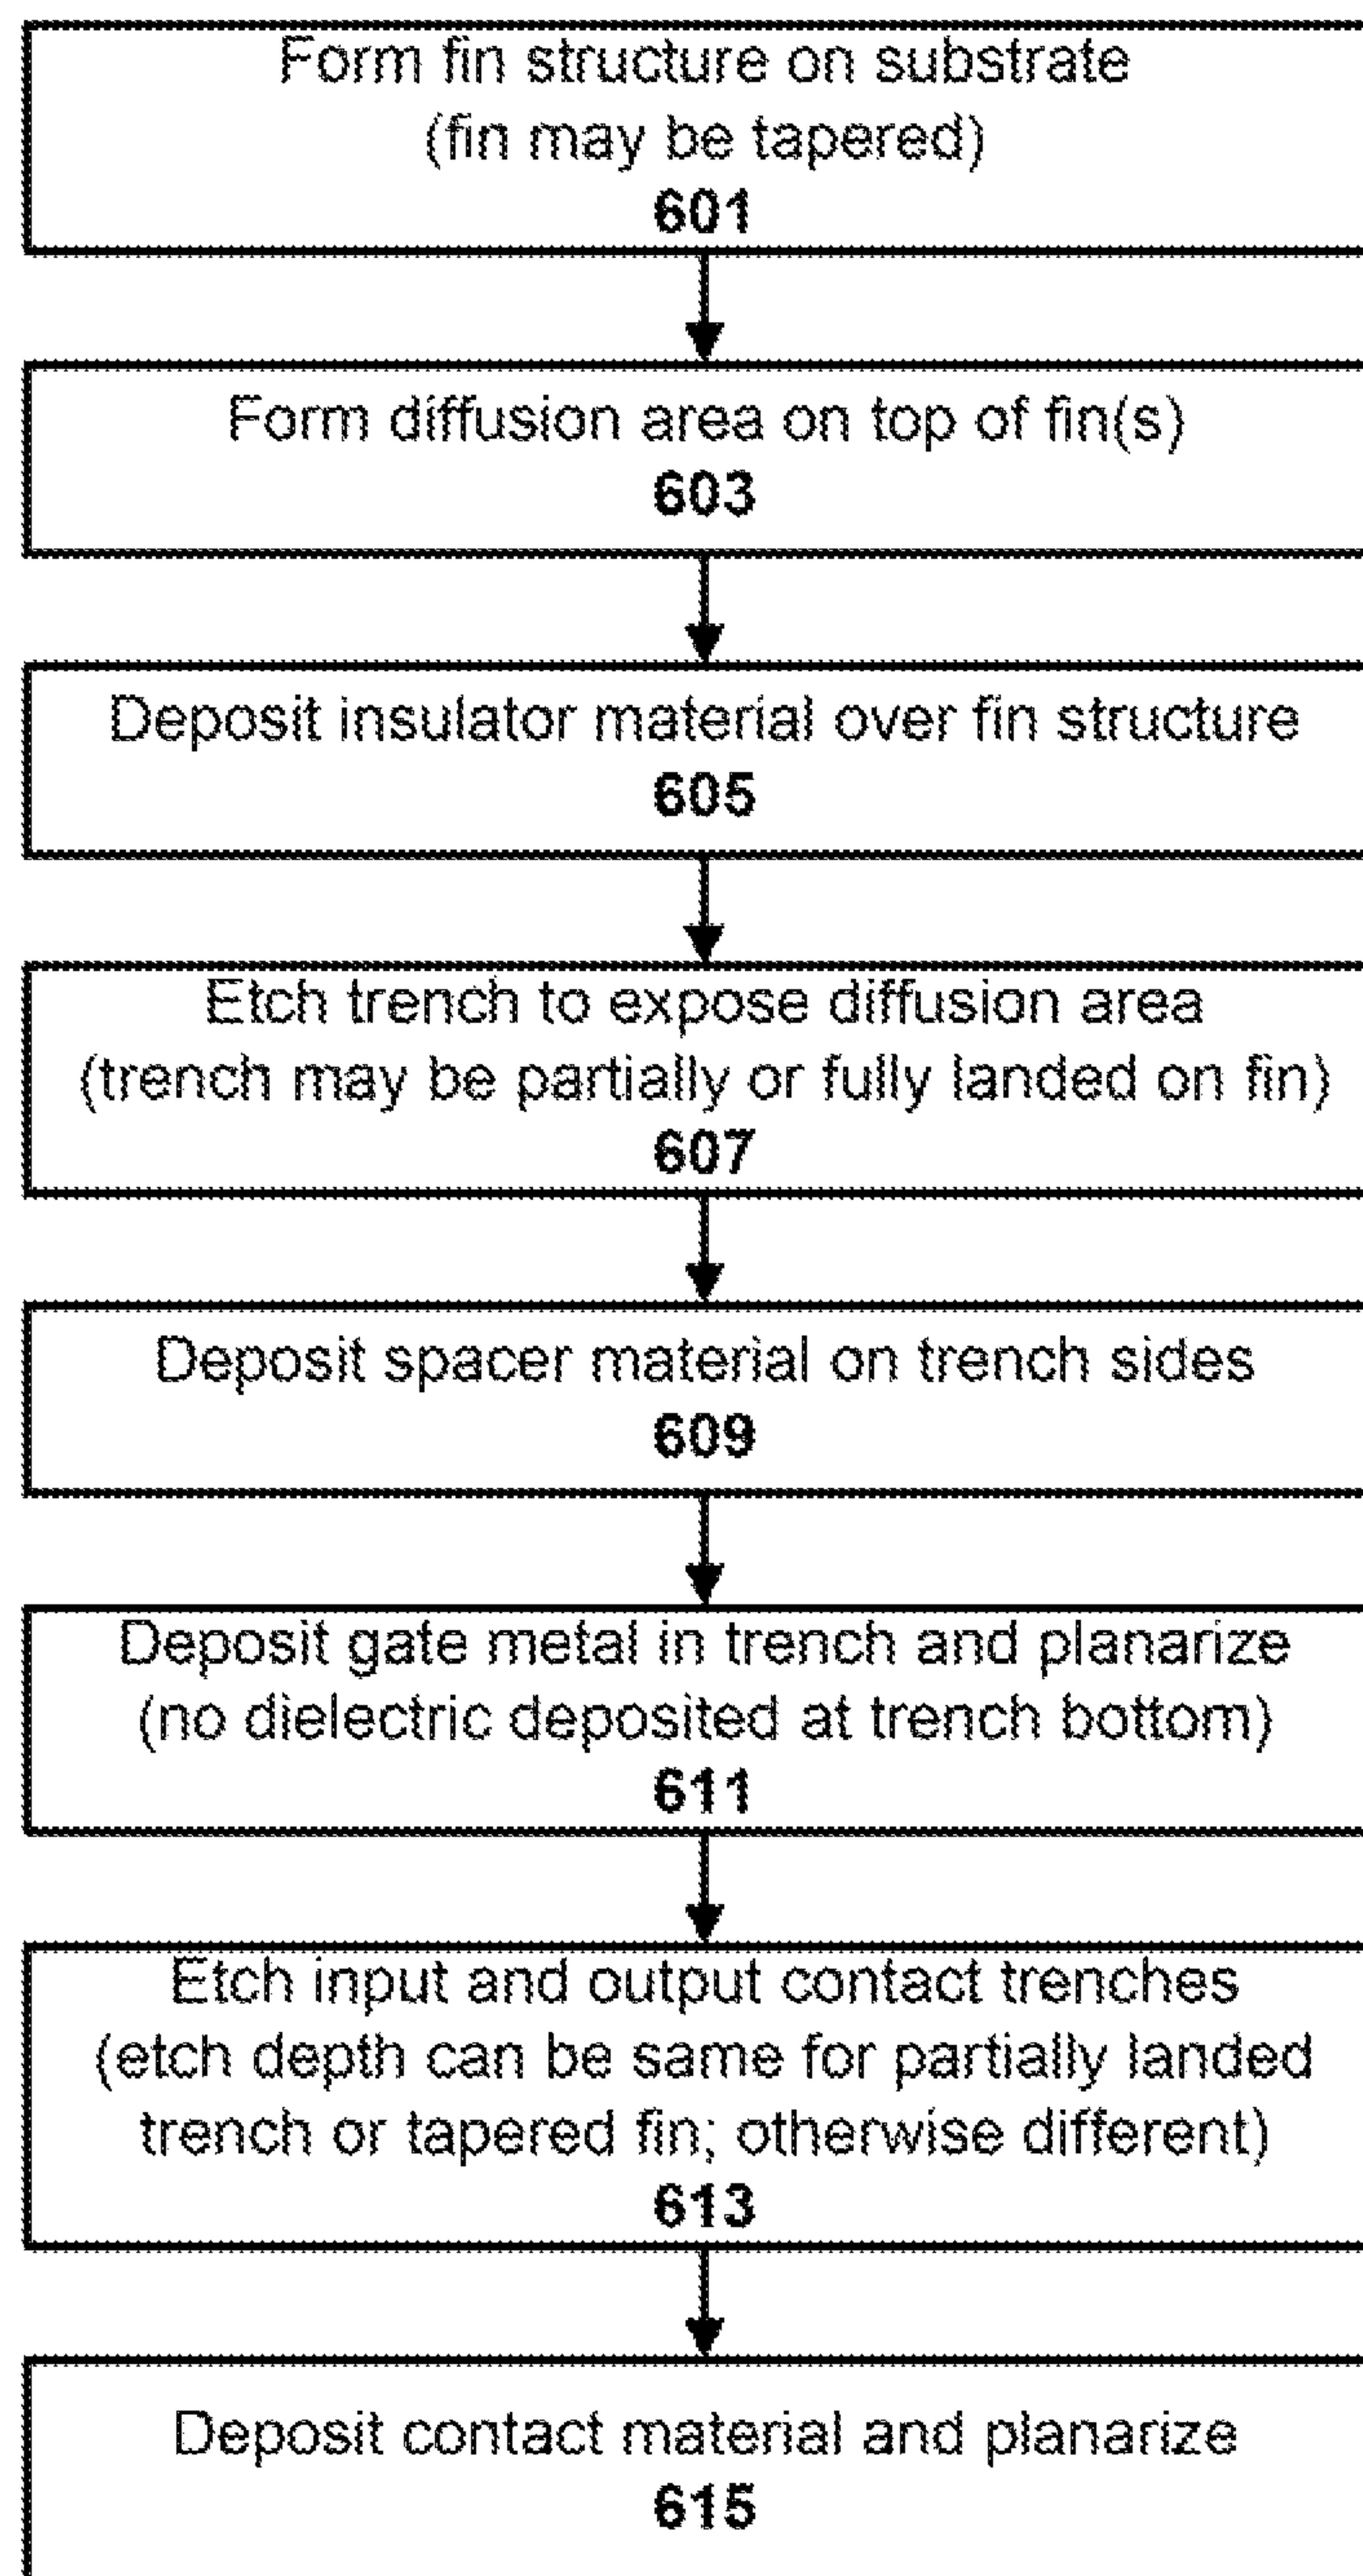 Form fin structure on substrate
(fin may be tapered)
601
Form diffusion area on top of fin(s)
603
Deposit insulator material over fin structure
605
Etch trench to expose diffusion area
(trench may be partially or fully landed on fin)
607
Deposit spacer material on trench sides
609
Deposit gate metal in trench and planarize
(no dielectric deposited at trench bottom)
611
Etch input and output contact trenches
(etch depth can be same for partially landed
trench or tapered fin; otherwise different)
613
Deposit contact material and planarize
615